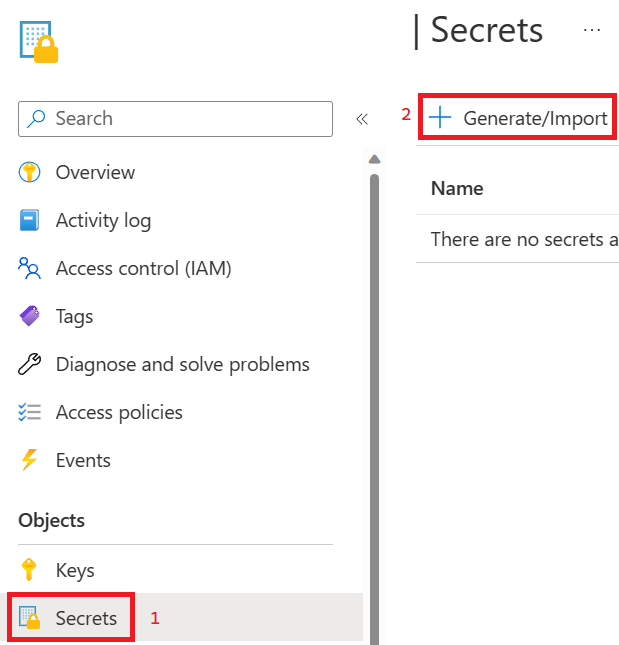 | Secrets ...
Search
«
2
Generate/Import
Overview
Name
Activity log
There are no secrets a
Access control (IAM)
Tags
Diagnose and solve problems
Access policies
Events
Objects
Keys
Secrets
1